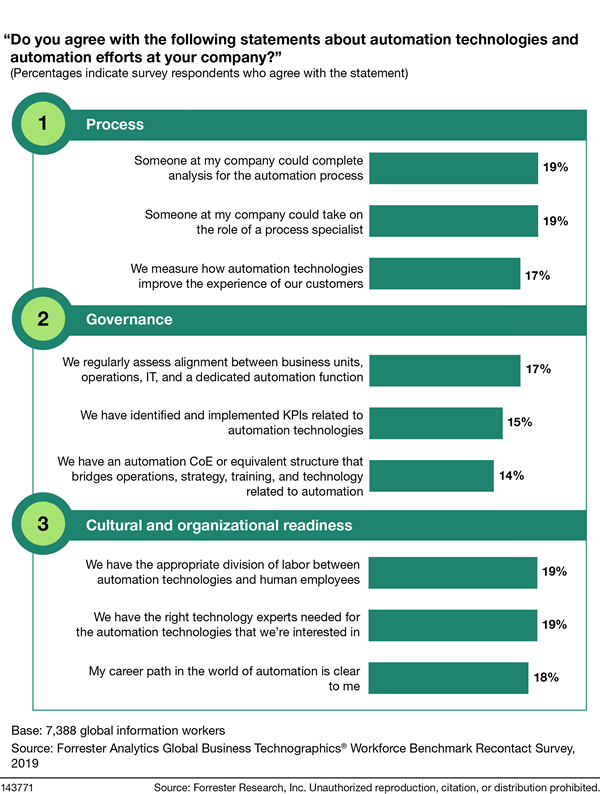 “Do you agree with the following statements about automation technologies and
automation efforts at your company?”
(Percentages indicate survey respondents who agree with the statement)
1 Process
Someone at my company could complete
analysis for the automation process
19%
Someone at my company could take on
the role of a process specialist
19%
We measure how automation technologies
improve the experience of our customers
17%
2 Governance
We regularly assess alignment between business units,
operations, IT, and a dedicated automation function
17%
We have identified and implemented KPIs related to
automation technologies
15%
We have an automation CoE or equivalent structure that
bridges operations, strategy, training, and technology
related to automation
14%
3 Cultural and organizational readiness
We have the appropriate division of labor between
automation technologies and human employees
19%
We have the right technology experts needed for
the automation technologies that we’re interested in
19%
My career path in the world of automation is clear
to me
18%
Base: 7,388 global information workers
Source: Forrester Analytics Global Business Technographics® Workforce Benchmark Recontact Survey,
2019
143771 Source: Forrester Research, Inc. Unauthorized reproduction, citation, or distribution prohibited.